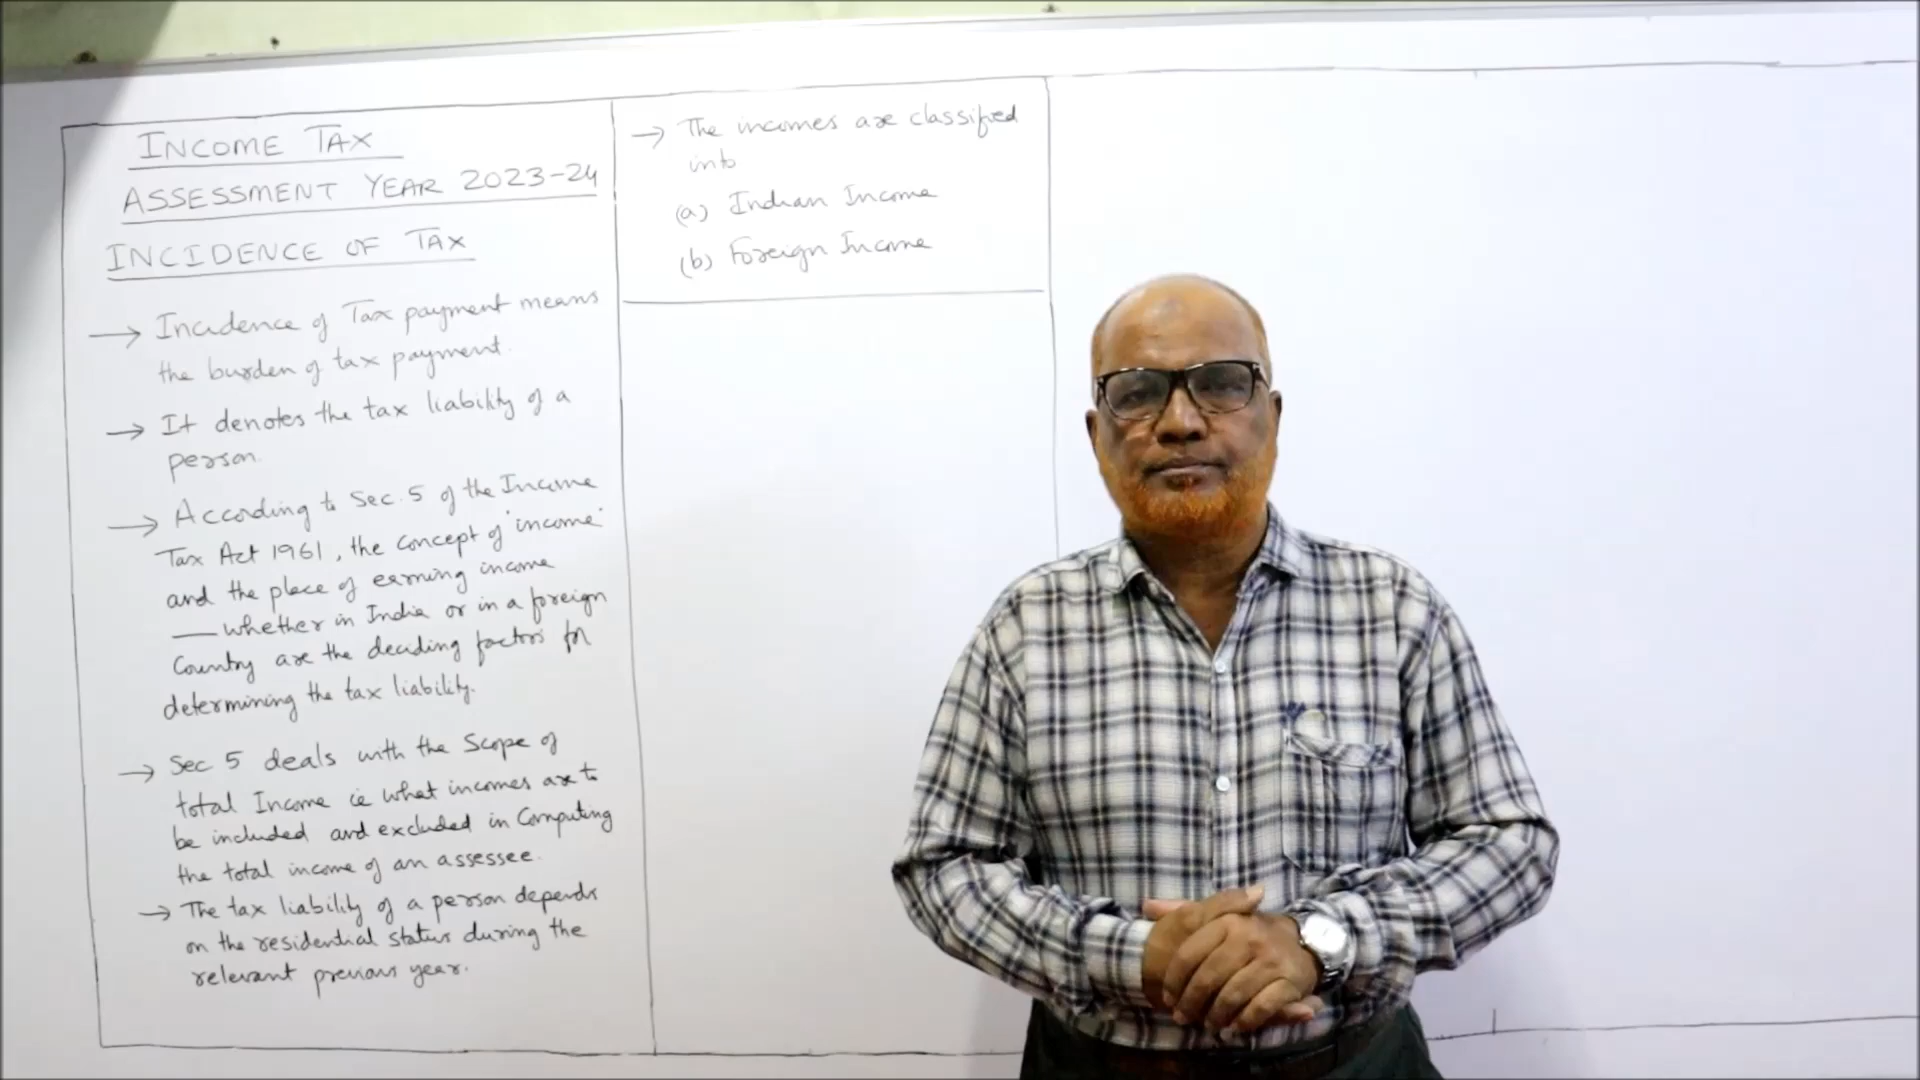 INCOME TAX
ASSESSMENT YEAR 2023-24
INCIDENCE OF TAX
→ Incidence of Tax payment means
the burden of tax payment.
→ It denotes the tax liability of a
person.
→ According to Sec. 5 of the Income
Tax Act 1961, the concept of 'income'
and the place of earning income
— whether in India or in a foreign
Country are the deciding factors for
determining the tax liability.
→ Sec 5 deals with the Scope of
total Income ie what incomes are to
be included and excluded in Computing
the total income of an assessee.
→ The tax liability of a person depends
on the residential status during the
relevant previous year.
→ The incomes are classified
into
(a) Indian Income
(b) Foreign Income